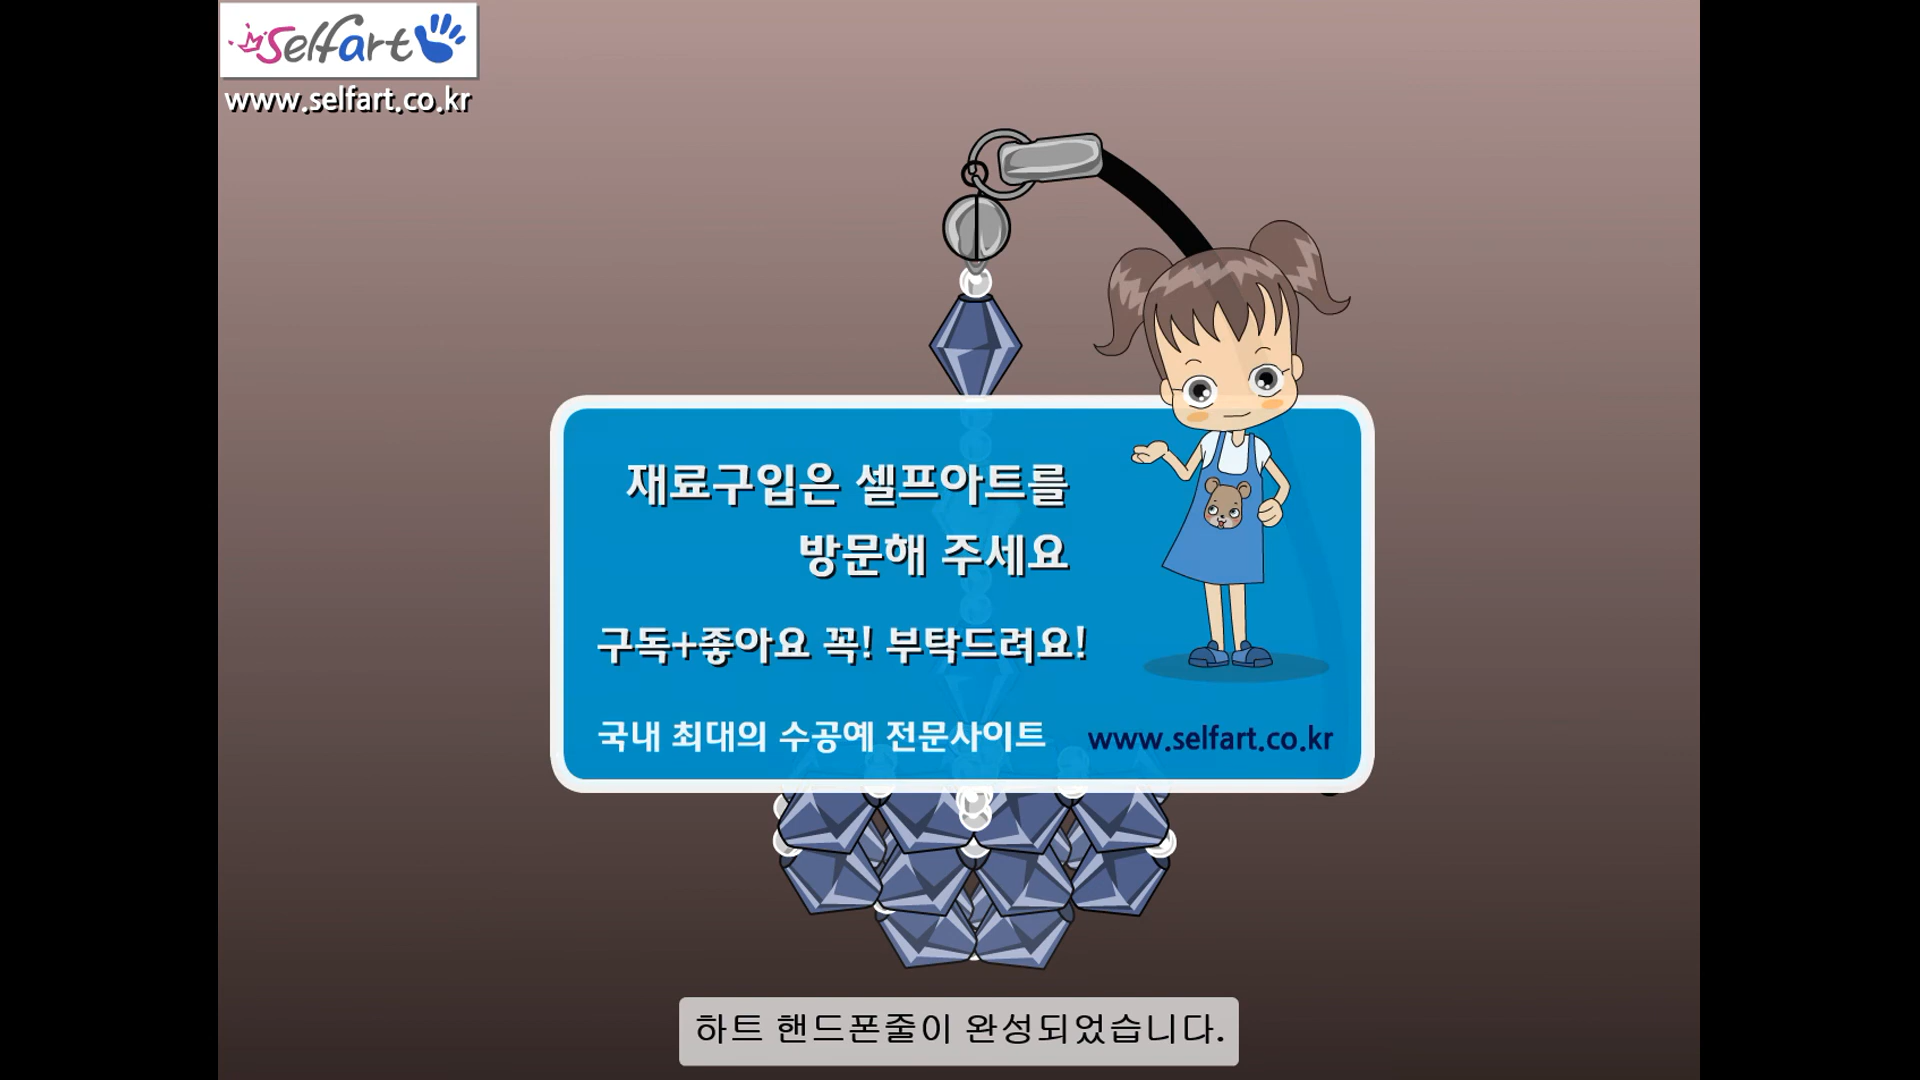 Selfart
www.selfart.co.kr
재료구입은 셀프아트를
방문해 주세요
구독+좋아요 꼭! 부탁드려요!
국내 최대의 수공예 전문사이트 www.selfart.co.kr
하트 핸드폰줄이 완성되었습니다.